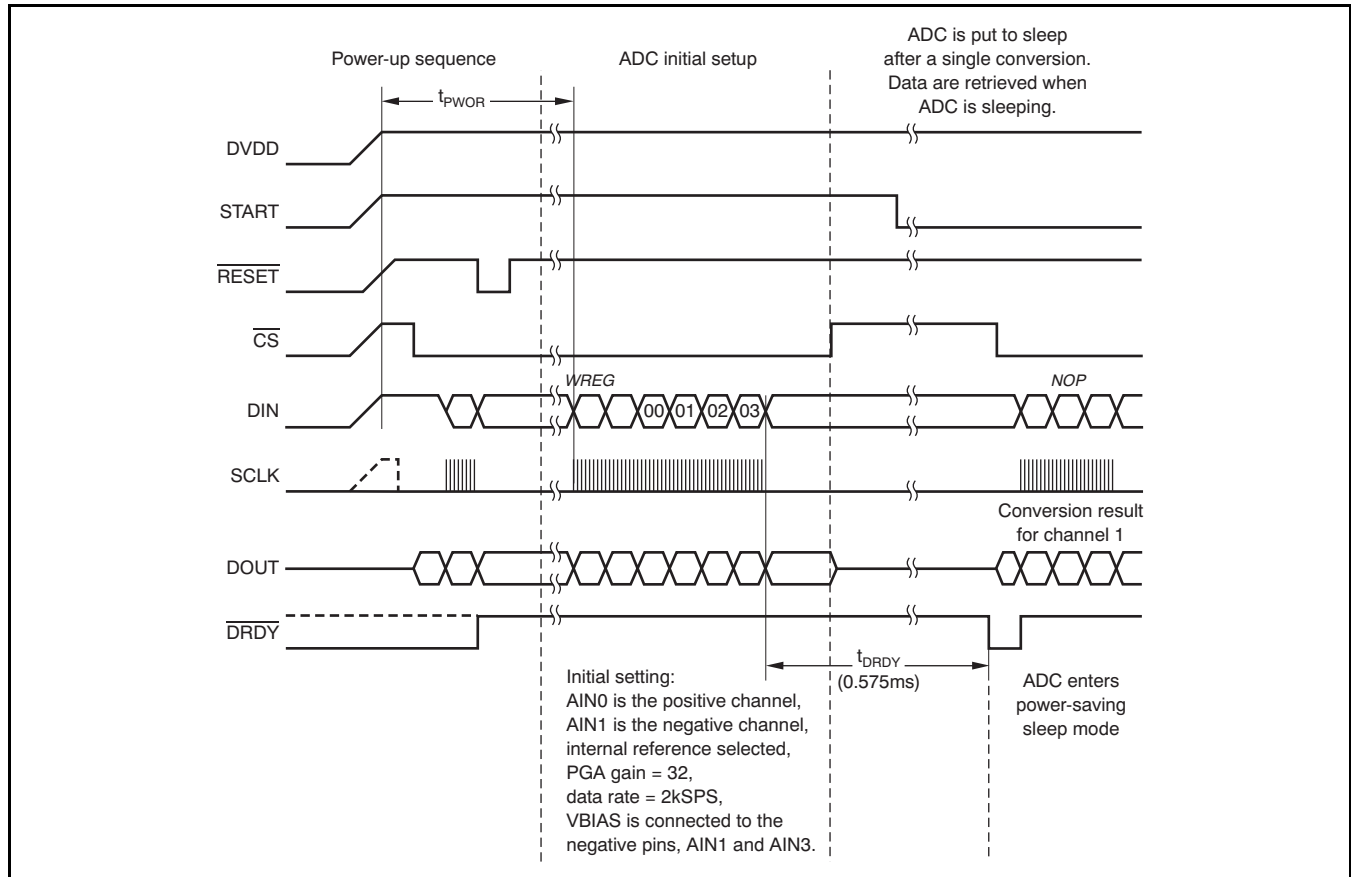 Power-up sequence
ADC initial setup
ADC is put to sleep
after a single conversion.
Data are retrieved when
ADC is sleeping.
tPWOR
DVDD
START
RESET
CS
WREG
NOP
DIN
00 01 02 03
SCLK
Conversion result
for channel 1
DOUT
DRDY
tDRDY
(0.575ms)
Initial setting:
AIN0 is the positive channel,
AIN1 is the negative channel,
internal reference selected,
PGA gain = 32,
data rate = 2kSPS,
VBIAS is connected to the
negative pins, AIN1 and AIN3.
ADC enters
power-saving
sleep mode